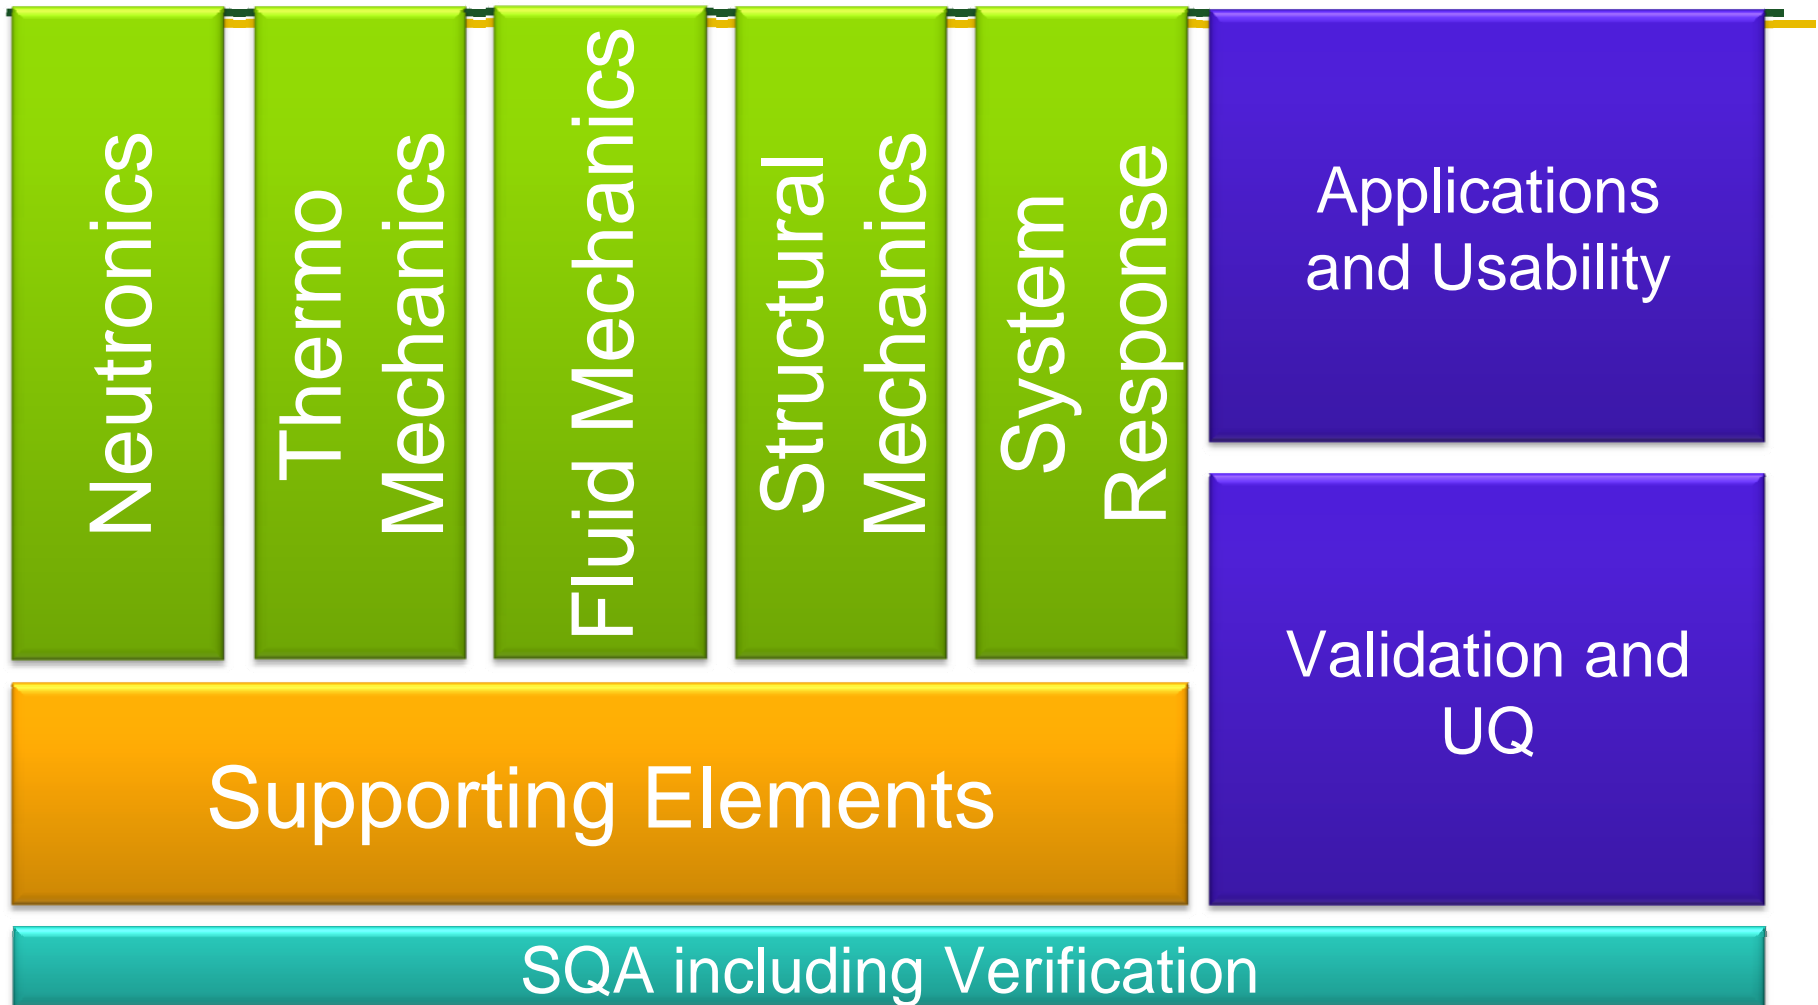 Neutronics
Thermo
Mechanics
Fluid Mechanics
Structural
Mechanics
System
Response
Applications
and Usability
Validation and
UQ
Supporting Elements
SQA including Verification